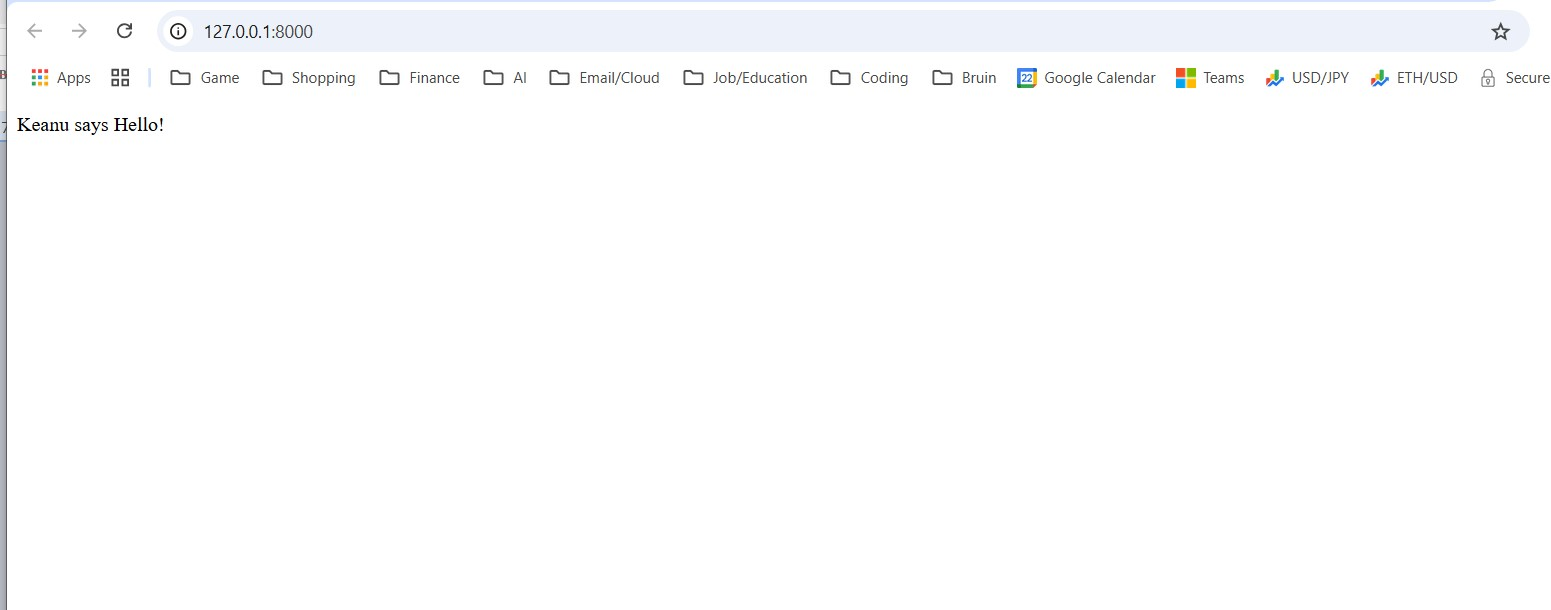 127.0.0.1:8000
Apps Game Shopping Finance AI Email/Cloud Job/Education Coding Bruin 22 Google Calendar Teams USD/JPY ETH/USD Secure
Keanu says Hello!